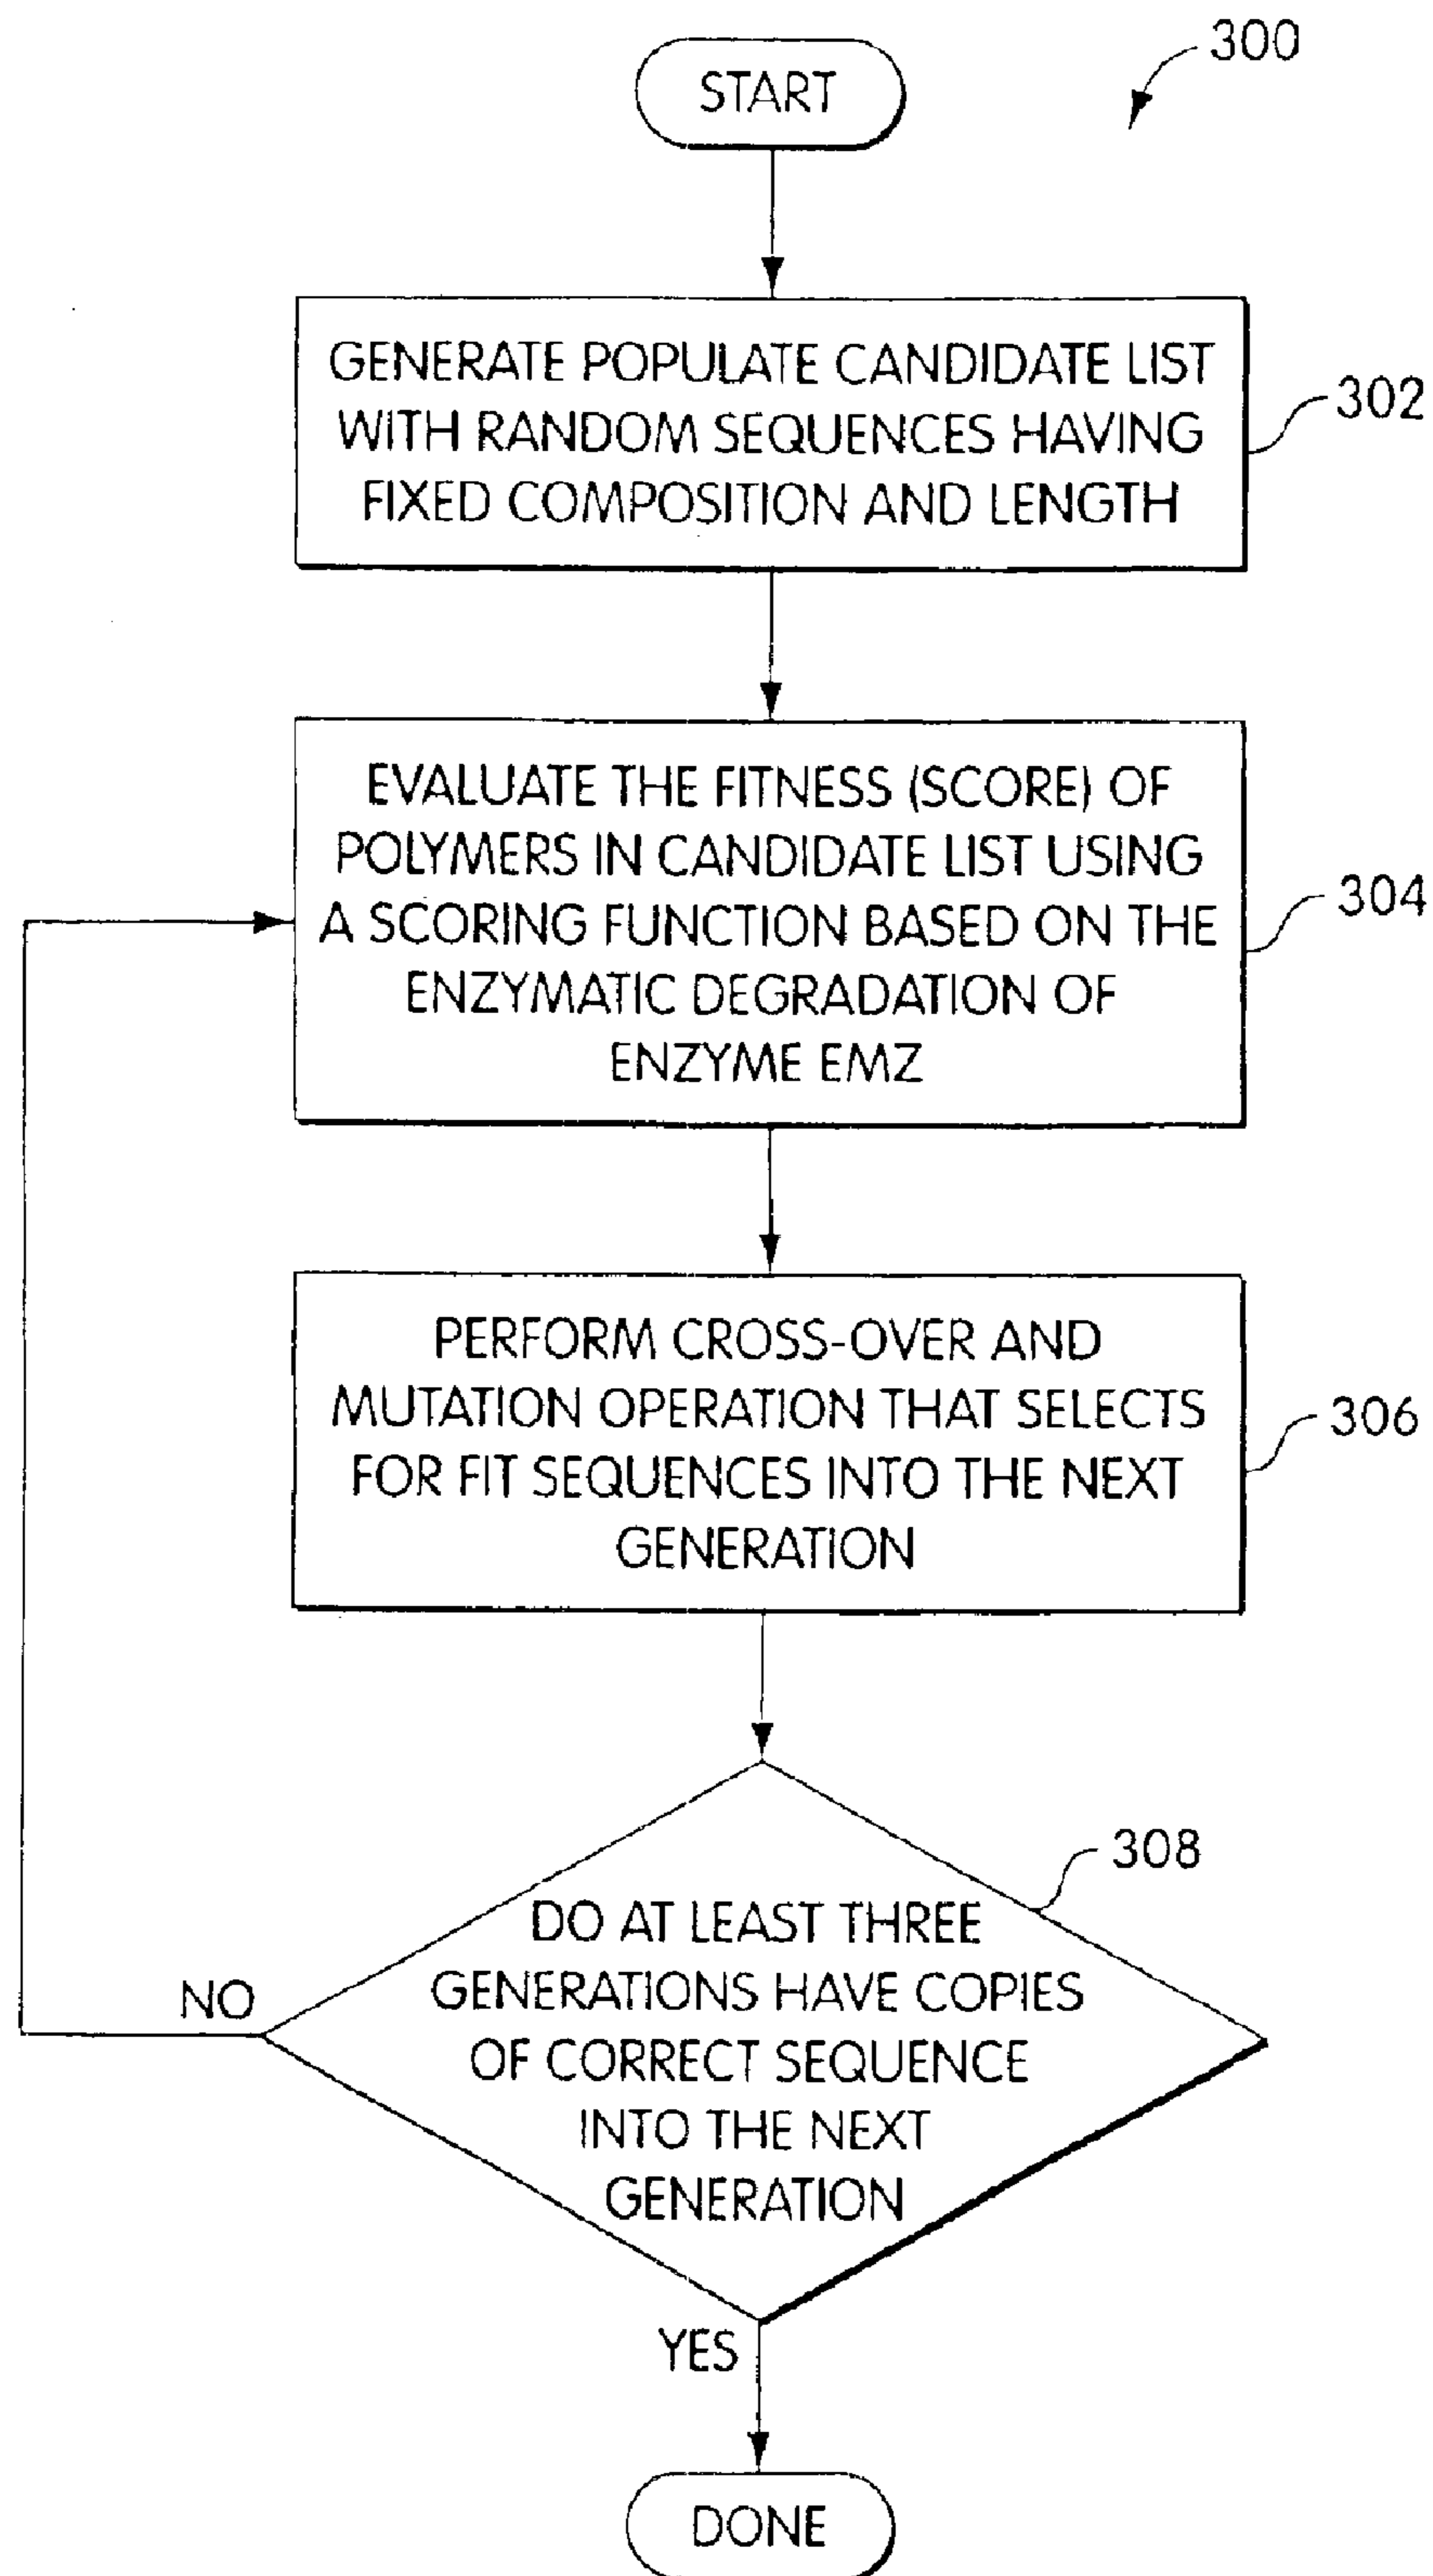 300
START
GENERATE POPULATE CANDIDATE LIST
WITH RANDOM SEQUENCES HAVING
FIXED COMPOSITION AND LENGTH
302
EVALUATE THE FITNESS (SCORE) OF
POLYMERS IN CANDIDATE LIST USING
A SCORING FUNCTION BASED ON THE
ENZYMATIC DEGRADATION OF
ENZYME EMZ
304
PERFORM CROSS-OVER AND
MUTATION OPERATION THAT SELECTS
FOR FIT SEQUENCES INTO THE NEXT
GENERATION
306
308
DO AT LEAST THREE
GENERATIONS HAVE COPIES
OF CORRECT SEQUENCE
INTO THE NEXT
GENERATION
NO
YES
DONE